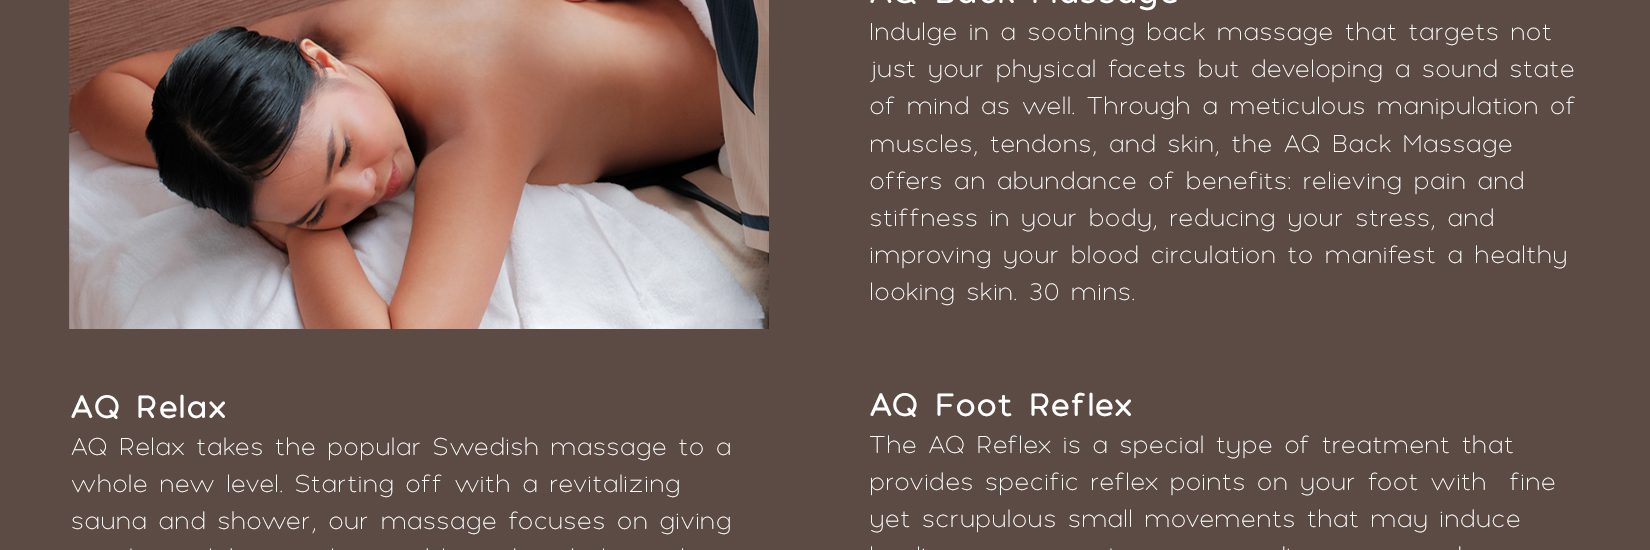 AQ Back Massage
Indulge in a soothing back massage that targets not
just your physical facets but developing a sound state
of mind as well. Through a meticulous manipulation of
muscles, tendons, and skin, the AQ Back Massage
offers an abundance of benefits: relieving pain and
stiffness in your body, reducing your stress, and
improving your blood circulation to manifest a healthy
looking skin. 30 mins.
AQ Relax
AQ Relax takes the popular Swedish massage to a
whole new level. Starting off with a revitalizing
sauna and shower, our massage focuses on giving
AQ Foot Reflex
The AQ Reflex is a special type of treatment that
provides specific reflex points on your foot with  fine
yet scrupulous small movements that may induce